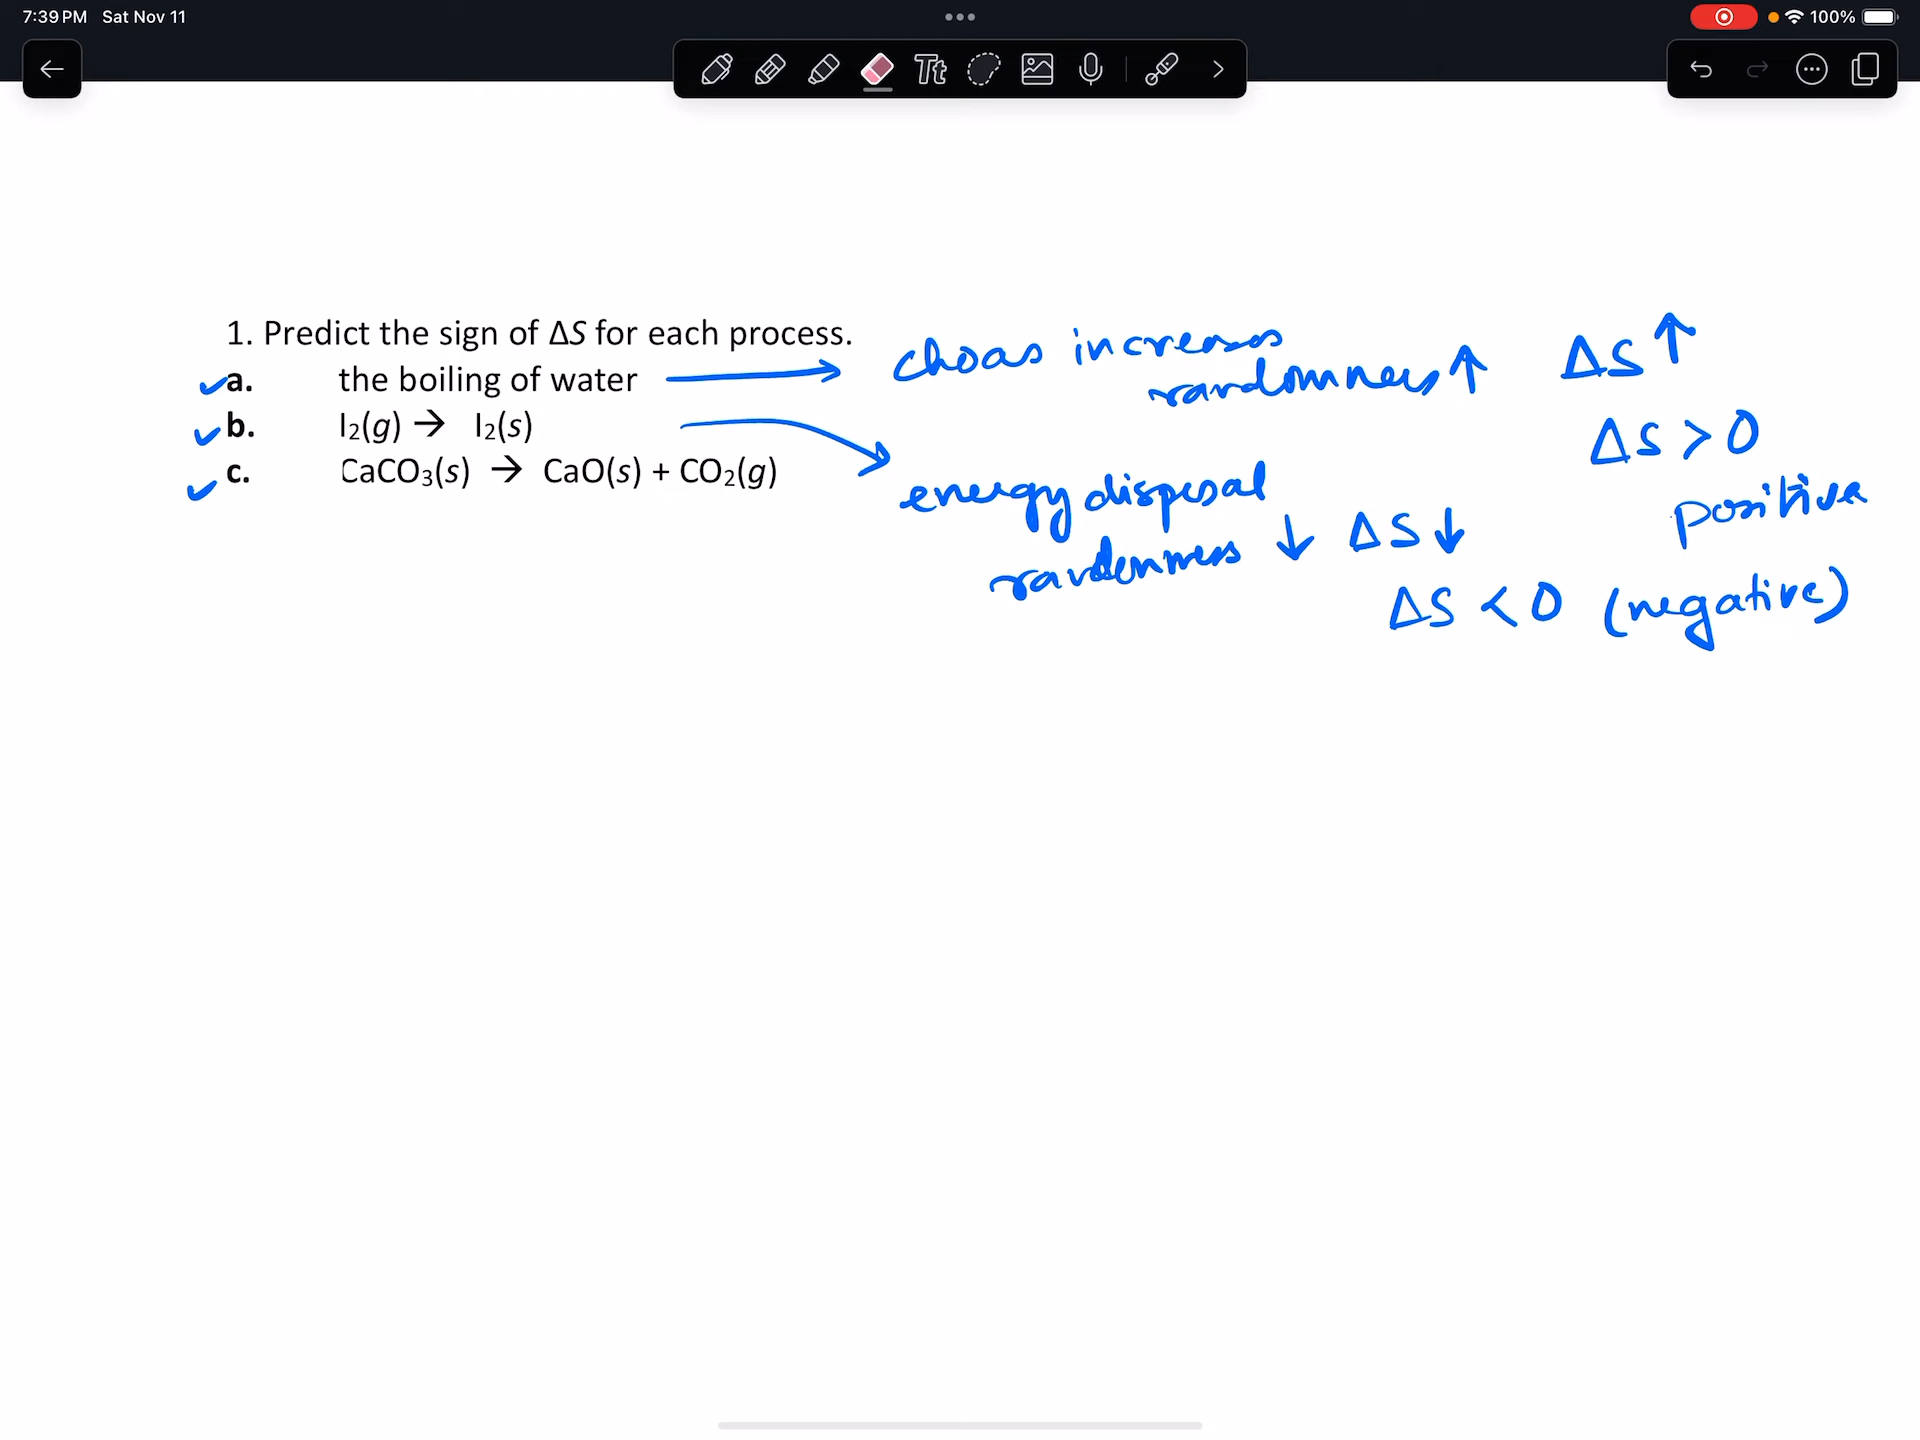 7:39 PM Sat Nov 11
100%
Tt
1. Predict the sign of ΔS for each process.
a. the boiling of water
b. I₂(g) → I₂(s)
c. CaCO₃(s) → CaO(s) + CO₂(g)
choas increases
randomness ↑
ΔS ↑
ΔS > 0
positive
energy dispersal
randomness ↓ ΔS ↓
ΔS < 0 (negative)